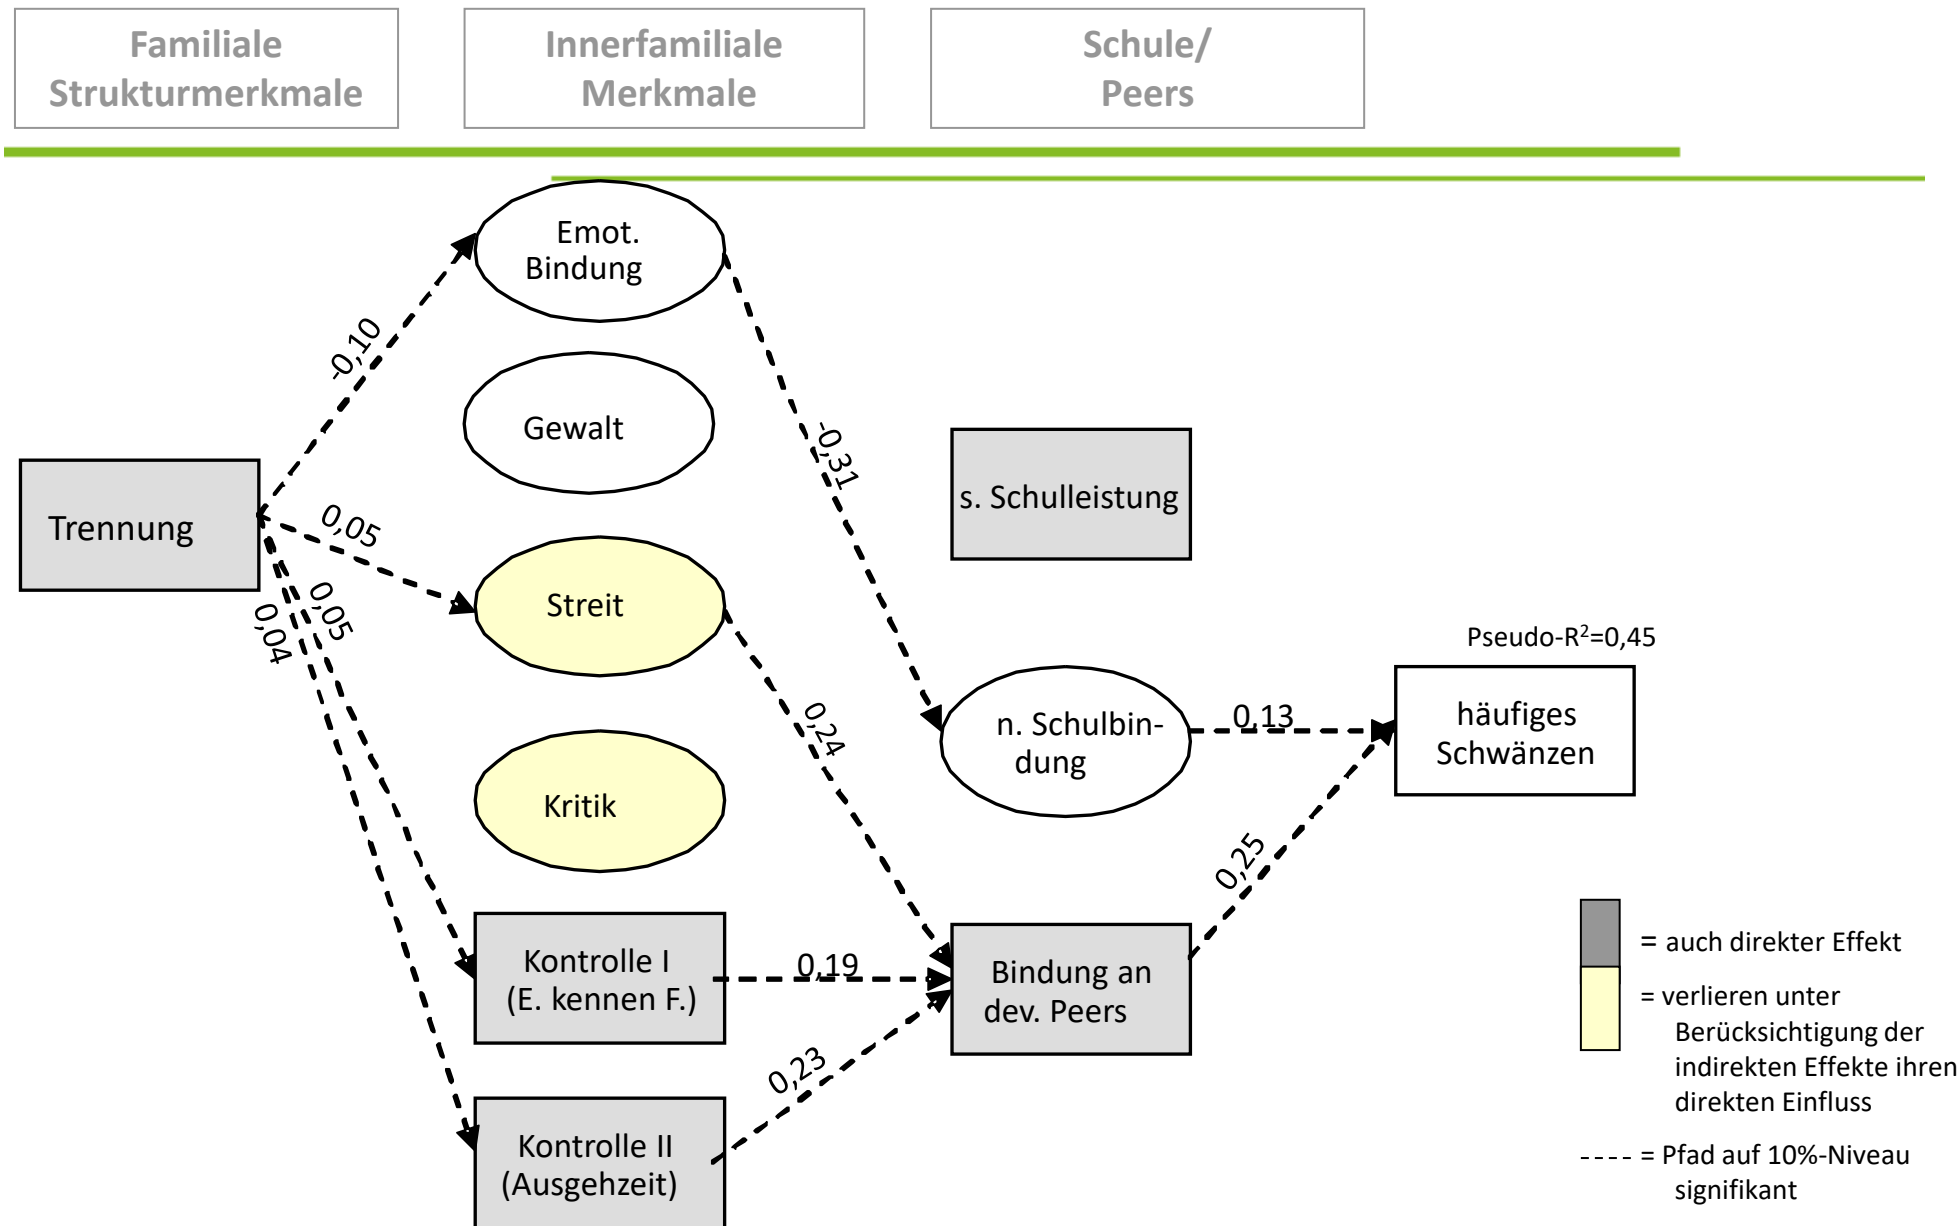 Familiale
Strukturmerkmale
Innerfamiliale
Merkmale
Schule/
Peers
Emot.
Bindung
-0,10
Gewalt
-0,31
s. Schulleistung
Trennung
0,05
Streit
0,05
0,04
Pseudo-R²=0,45
n. Schulbin-
dung
0,13
häufiges
Schwänzen
0,24
Kritik
0,25
Kontrolle I
(E. kennen F.)
0,19
Bindung an
dev. Peers
0,23
Kontrolle II
(Ausgehzeit)
= auch direkter Effekt
= verlieren unter
Berücksichtigung der
indirekten Effekte ihren
direkten Einfluss
---- = Pfad auf 10%-Niveau
signifikant